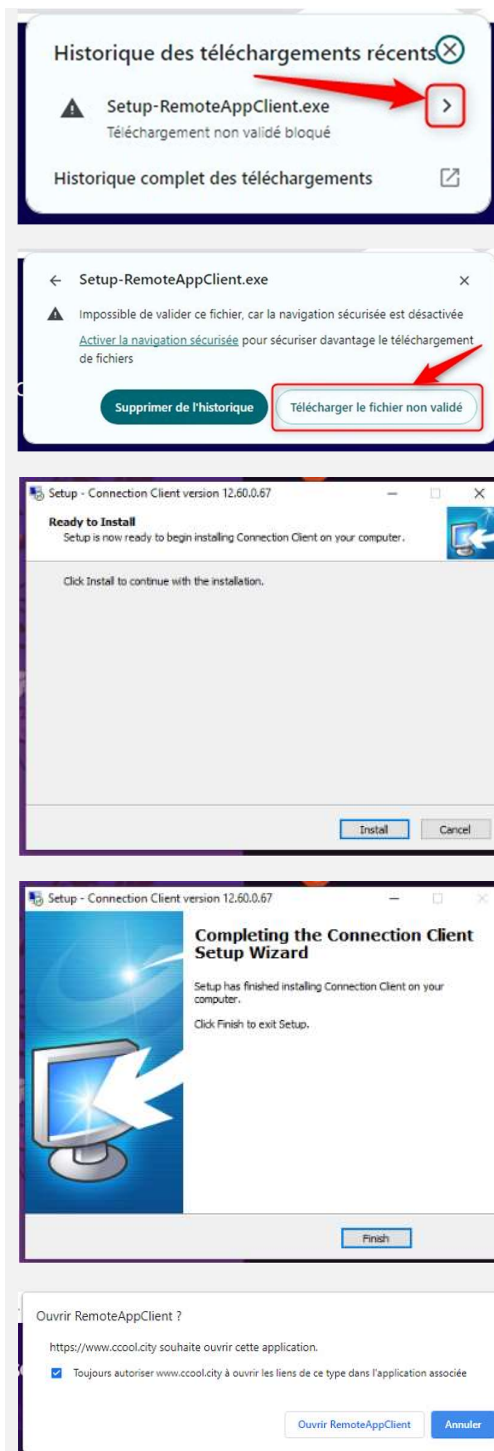 Historique des téléchargements récents
Setup-RemoteAppClient.exe
Téléchargement non validé bloqué
Historique complet des téléchargements
Setup-RemoteAppClient.exe
Impossible de valider ce fichier, car la navigation sécurisée est désactivée
Activer la navigation sécurisée pour sécuriser davantage le téléchargement
de fichiers
Supprimer de l'historique
Télécharger le fichier non validé
Setup - Connection Client version 12.60.0.67
Ready to Install
Setup is now ready to begin installing Connection Client on your computer.
Click Install to continue with the installation.
Install
Cancel
Setup - Connection Client version 12.60.0.67
Completing the Connection Client
Setup Wizard
Setup has finished installing Connection Client on your
computer.
Click Finish to exit Setup.
Finish
Ouvrir RemoteAppClient ?
https://www.ccool.city souhaite ouvrir cette application.
Toujours autoriser www.ccool.city à ouvrir les liens de ce type dans l'application associée
Ouvrir RemoteAppClient
Annuler